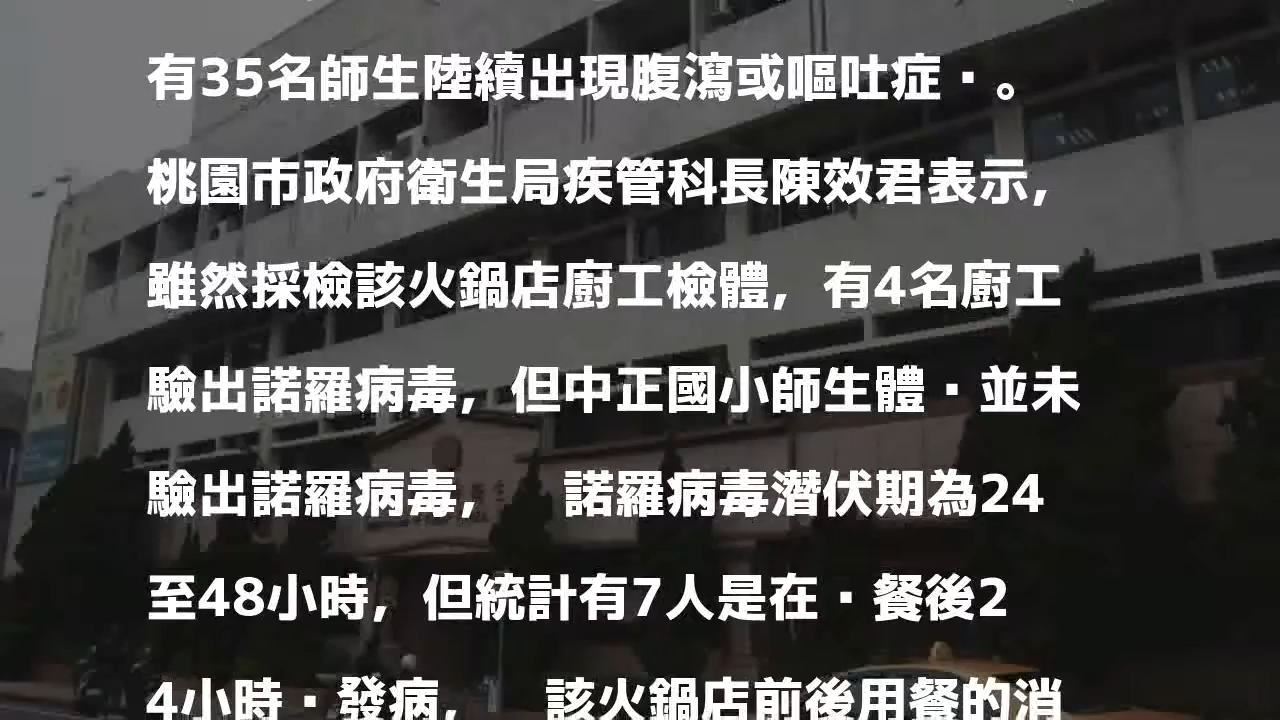 有35名師生陸續出現腹瀉或嘔吐症▪。
桃園市政府衛生局疾管科長陳效君表示,
雖然採檢該火鍋店廚工檢體, 有4名廚工
驗出諾羅病毒, 但中正國小師生體▪並未
驗出諾羅病毒,　諾羅病毒潛伏期為24
至48小時, 但統計有7人是在▪餐後2
4小時▪發病,　該火鍋店前後用餐的消